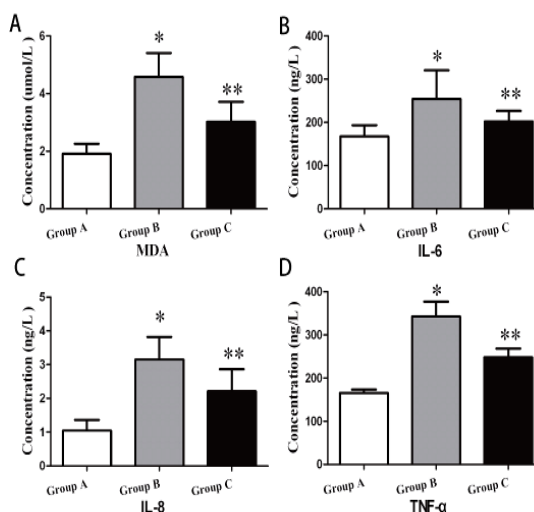 A
Concentration (umol/L )
6
4
2
0
*
**
Group A
Group B
Group C
MDA
B
Concentration (ng/L )
400
300
200
100
0
*
**
Group A
Group B
Group C
IL-6
C
Concentration (ng/L )
5
4
3
2
1
0
*
**
Group A
Group B
Group C
IL-8
D
Concentration (ng/L )
400
300
200
100
0
*
**
Group A
Group B
Group C
TNF-α